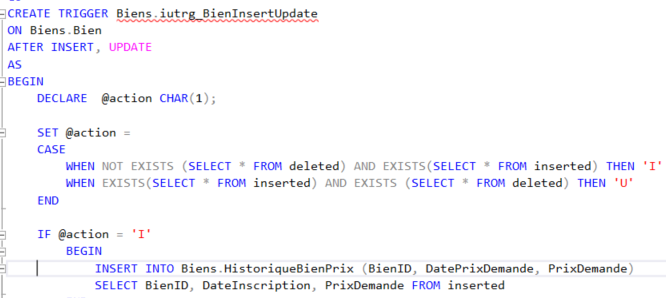 CREATE TRIGGER Biens.iutrg_BienInsertUpdate
ON Biens.Bien
AFTER INSERT, UPDATE
AS
BEGIN
DECLARE @action CHAR(1);
SET @action =
CASE
WHEN NOT EXISTS (SELECT * FROM deleted) AND EXISTS(SELECT * FROM inserted) THEN 'I'
WHEN EXISTS(SELECT * FROM inserted) AND EXISTS (SELECT * FROM deleted) THEN 'U'
END
IF @action = 'I'
BEGIN
INSERT INTO Biens.HistoriqueBienPrix (BienID, DatePrixDemande, PrixDemande)
SELECT BienID, DateInscription, PrixDemande FROM inserted